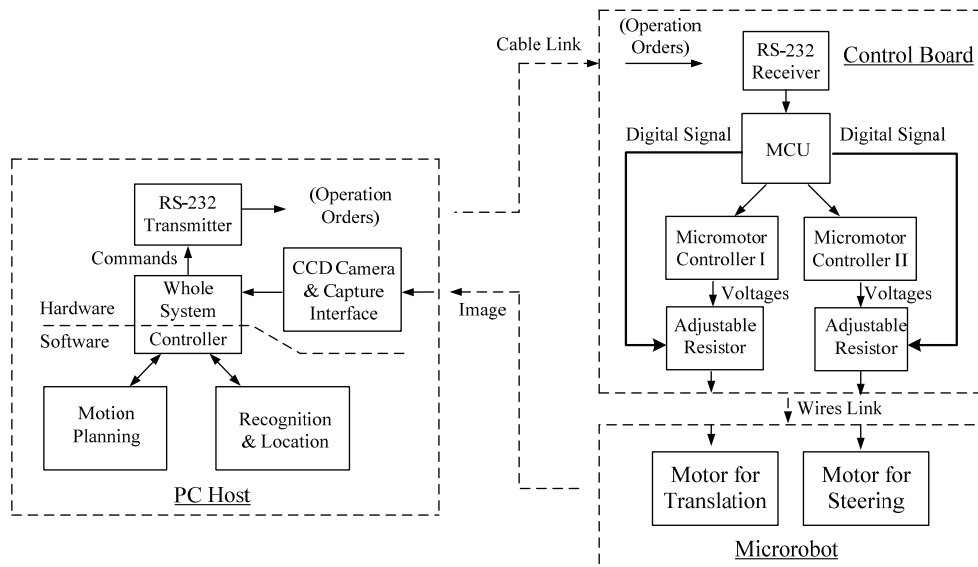 Cable Link
(Operation
Orders)
RS-232
Receiver
Control Board
Digital Signal
MCU
Digital Signal
Micromotor
Controller I
Micromotor
Controller II
Voltages
Voltages
Adjustable
Resistor
Adjustable
Resistor
Wires Link
Motor for
Translation
Motor for
Steering
Microrobot
RS-232
Transmitter
(Operation
Orders)
Commands
Whole
System
Controller
CCD Camera
& Capture
Interface
Image
Hardware
Software
Motion
Planning
Recognition
& Location
PC Host